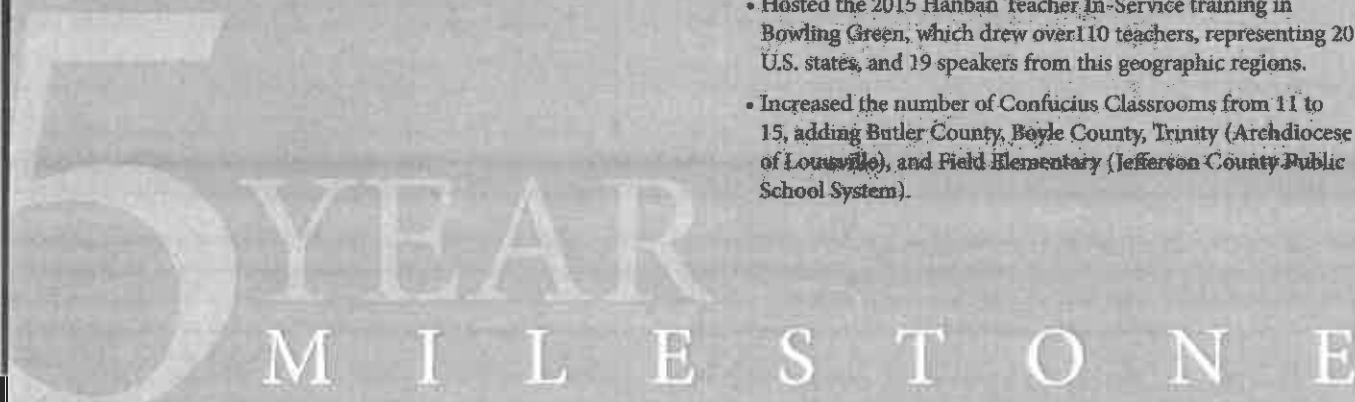 • Hosted the 2015 Hanban Teacher In-Service training in
Bowling Green, which drew over110 teachers, representing 20
U.S. states, and 19 speakers from this geographic regions.
• Increased the number of Confucius Classrooms from 11 to
15, adding Butler County, Boyle County, Trinity (Archdiocese
of Louisville), and Field Elementary (Jefferson County Public
School System).
5 YEAR
MILESTONE